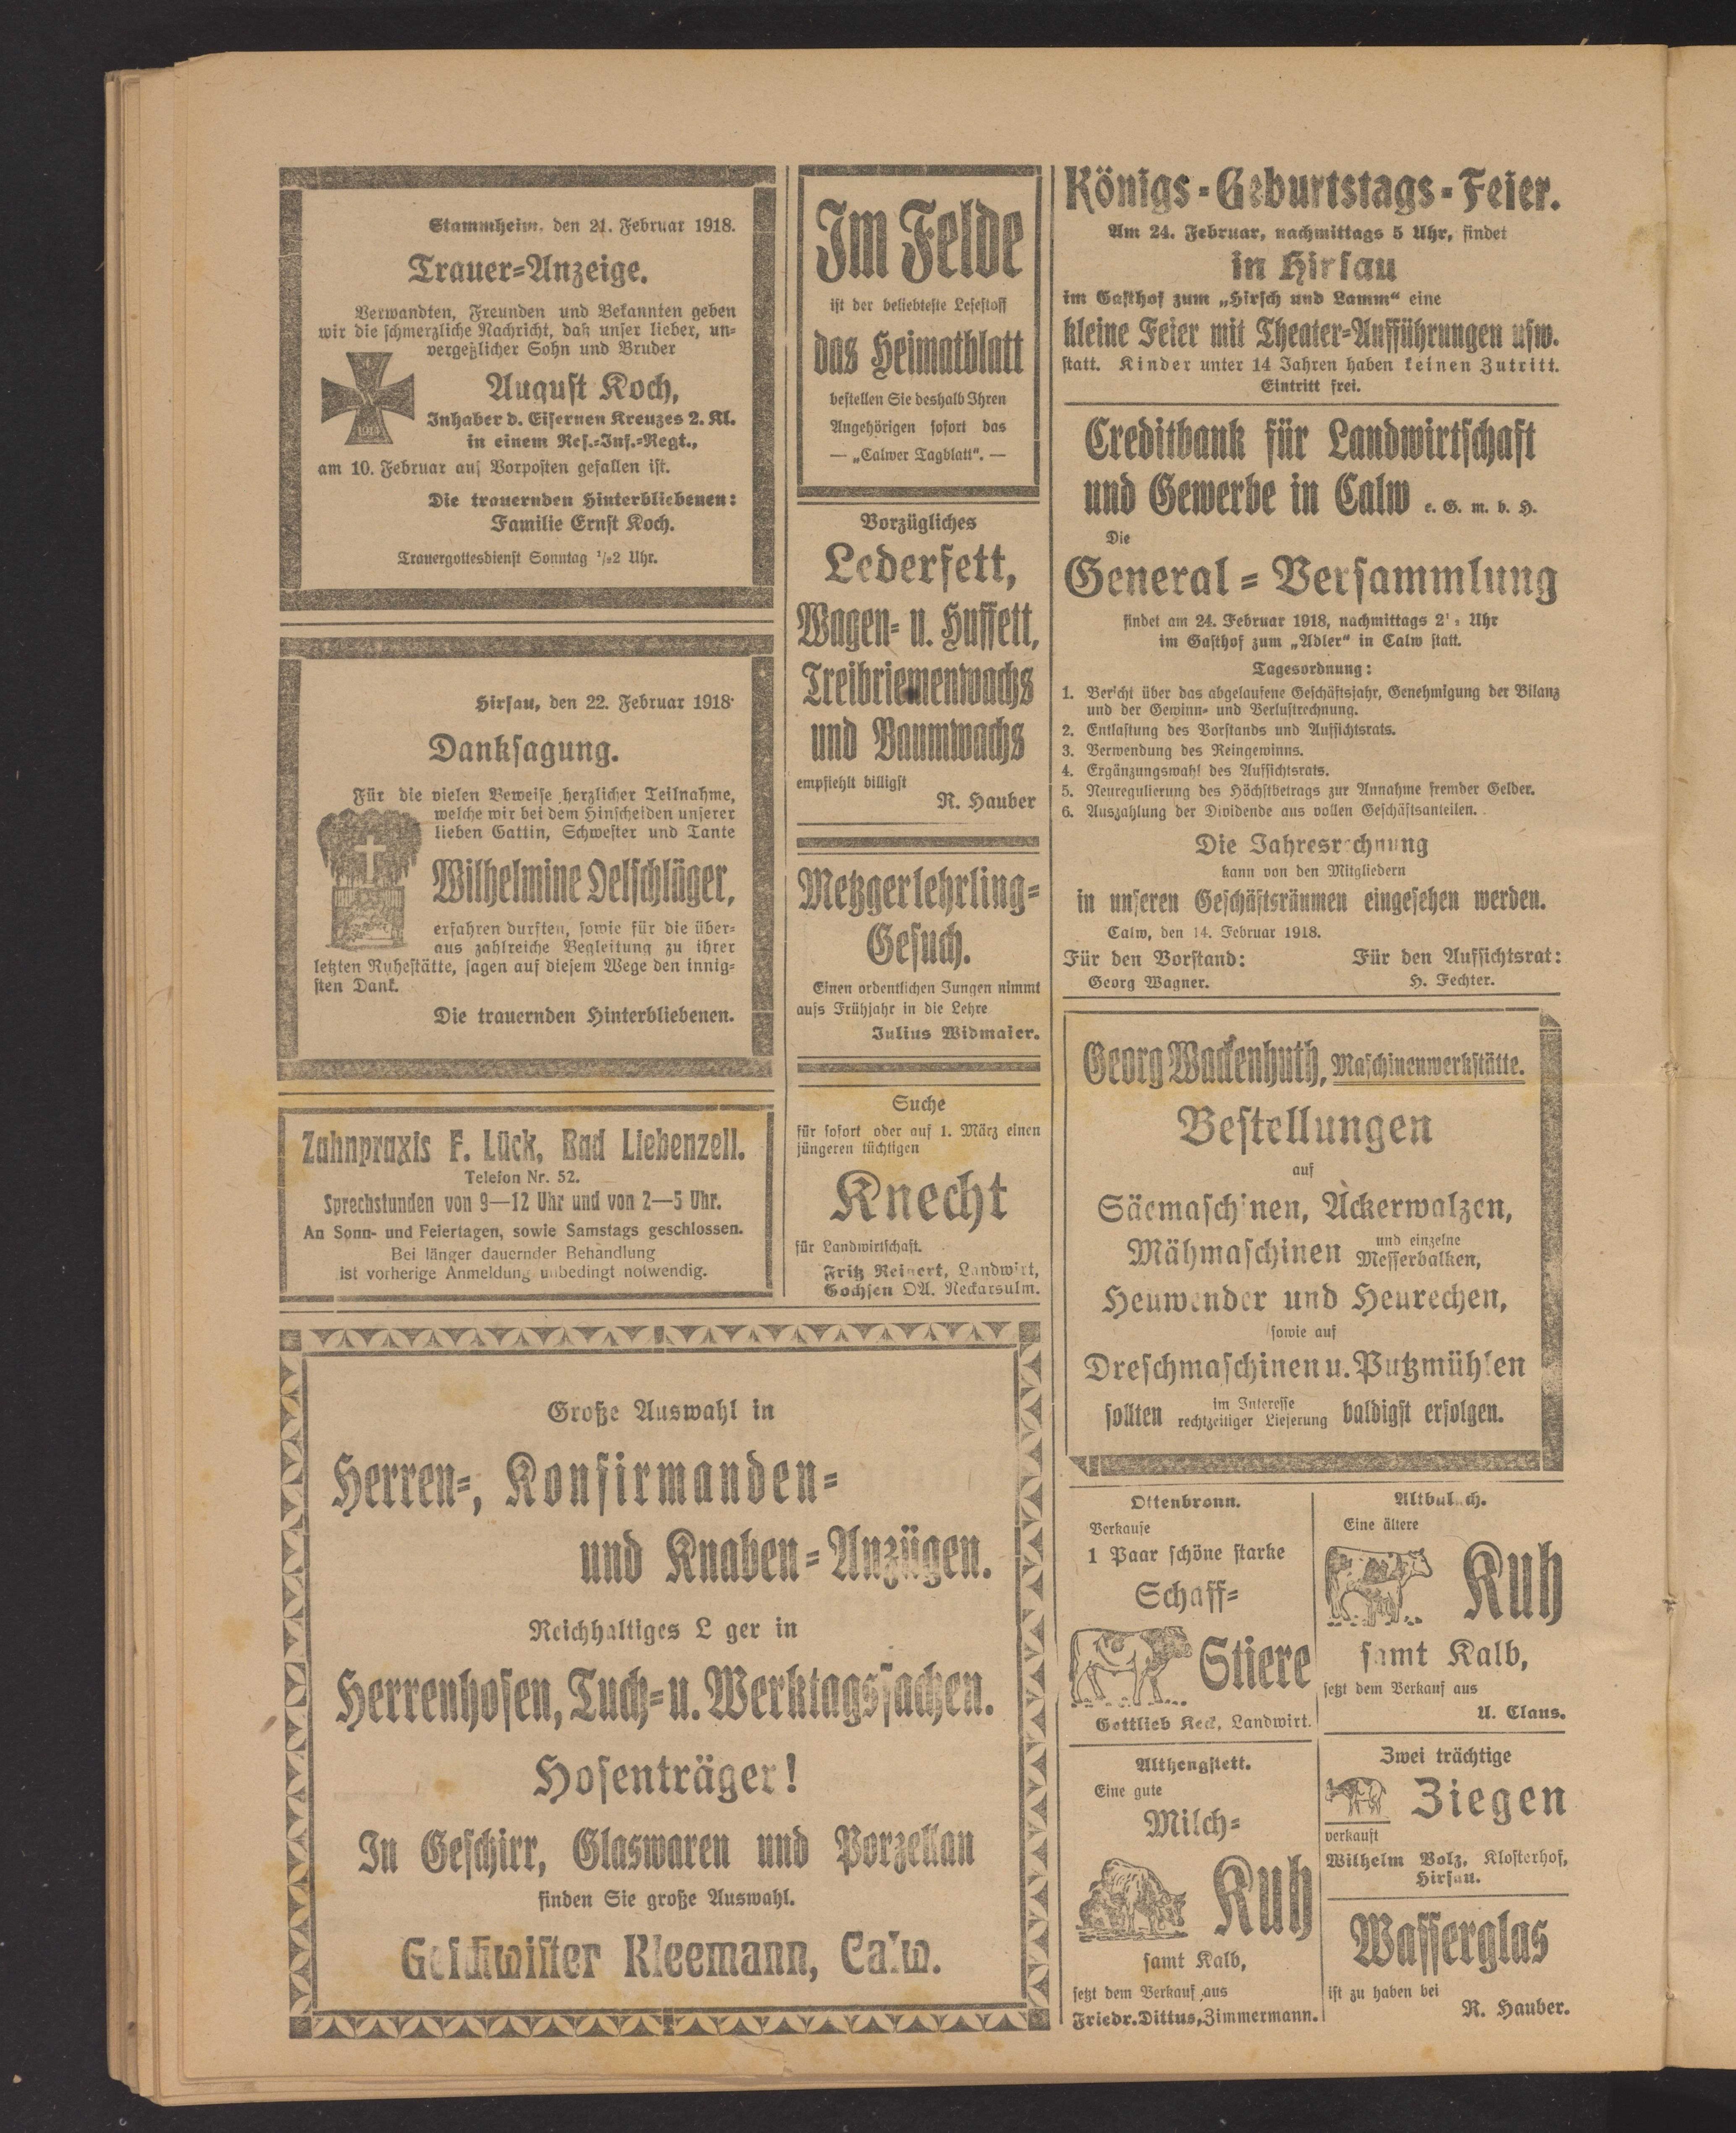 Stammheim, den 21. Februar 1918.
Trauer=Anzeige.
Verwandten, Freunden und Bekannten geben
wir die schmerzliche Nachricht, daß unser lieber, un=
vergeßlicher Sohn und Bruder
August Koch,
Inhaber d. Eisernen Kreuzes 2. Kl.
in einem Res.=Inf.=Regt.,
1914
am 10. Februar auf Vorposten gefallen ist.
Die trauernden Hinterbliebenen:
Familie Ernst Koch.
Trauergottesdienst Sonntag 1/22 Uhr.
Hirsau, den 22. Februar 1918.
Danksagung.
Für die vielen Beweise herzlicher Teilnahme,
welche wir bei dem Hinscheiden unserer
lieben Gattin, Schwester und Tante
Wilhelmine Oelschläger,
erfahren durften, sowie für die über=
aus zahlreiche Begleitung zu ihrer
letzten Ruhestätte, sagen auf diesem Wege den innig=
sten Dank.
Die trauernden Hinterbliebenen.
Zahnpraxis F. Lück, Bad Liebenzell.
Telefon Nr. 52.
Sprechstunden von 9—12 Uhr und von 2—5 Uhr.
An Sonn- und Feiertagen, sowie Samstags geschlossen.
Bei länger dauernder Behandlung
ist vorherige Anmeldung unbedingt notwendig.
Große Auswahl in
Herren=, Konfirmanden=
und Knaben=Anzügen.
Reichhaltiges L ger in
Herrenhosen, Tuch= u. Werktagssachen.
Hosenträger!
In Geschirr, Glaswaren und Porzellan
finden Sie große Auswahl.
Geschwister Kleemann, Calw.
Im Felde
ist der beliebteste Lesestoff
das Heimatblatt
bestellen Sie deshalb Ihren
Angehörigen sofort das
— „Calwer Tagblatt“. —
Vorzügliches
Lederfett,
Wagen= u. Huffett,
Treibriemenwachs
und Baumwachs
empfiehlt billigst
R. Hauber
Metzgerlehrling=
Gesuch.
Einen ordentlichen Jungen nimmt
aufs Frühjahr in die Lehre
Julius Widmaier.
Suche
für sofort oder auf 1. März einen
jüngeren tüchtigen
Knecht
für Landwirtschaft.
Fritz Reinert, Landwirt,
Gochsen OA. Neckarsulm.
Königs=Geburtstags=Feier.
Am 24. Februar, nachmittags 5 Uhr, findet
in Hirsau
im Gasthof zum „Hirsch und Lamm“ eine
kleine Feier mit Theater=Aufführungen usw.
statt. Kinder unter 14 Jahren haben keinen Zutritt.
Eintritt frei.
Creditbank für Landwirtschaft
und Gewerbe in Calw e. G. m. b. H.
Die
General=Versammlung
findet am 24. Februar 1918, nachmittags 2 1/2 Uhr
im Gasthof zum „Adler“ in Calw statt.
Tagesordnung:
1. Bericht über das abgelaufene Geschäftsjahr, Genehmigung der Bilanz
und der Gewinn= und Verlustrechnung.
2. Entlastung des Vorstands und Aufsichtsrats.
3. Verwendung des Reingewinns.
4. Ergänzungswahl des Aufsichtsrats.
5. Neuregulierung des Höchstbetrags zur Annahme fremder Gelder.
6. Auszahlung der Dividende aus vollen Geschäftsanteilen.
Die Jahresrechnung
kann von den Mitgliedern
in unseren Geschäftsräumen eingesehen werden.
Calw, den 14. Februar 1918.
Für den Vorstand: Für den Aufsichtsrat:
Georg Wagner. H. Fechter.
Georg Wackenhuth, Maschinenwerkstätte.
Bestellungen
auf
Säemaschinen, Ackerwalzen,
Mähmaschinen und einzelne Messerbalken,
Heuwender und Heurechen,
sowie auf
Dreschmaschinen u. Putzmühlen
sollten im Interesse rechtzeitiger Lieferung baldigst erfolgen.
Ottenbronn.
Verkaufe
1 Paar schöne starke
Schaff=
Stiere
Gottlieb Keck, Landwirt.
Altbulach.
Eine ältere
Kuh
samt Kalb,
setzt dem Verkauf aus
U. Claus.
Althengstett.
Eine gute
Milch=
Kuh
samt Kalb,
setzt dem Verkauf aus
Friedr. Dittus, Zimmermann.
Zwei trächtige
Ziegen
verkauft
Wilhelm Bolz, Klosterhof,
Hirsau.
Wasserglas
ist zu haben bei
R. Hauber.